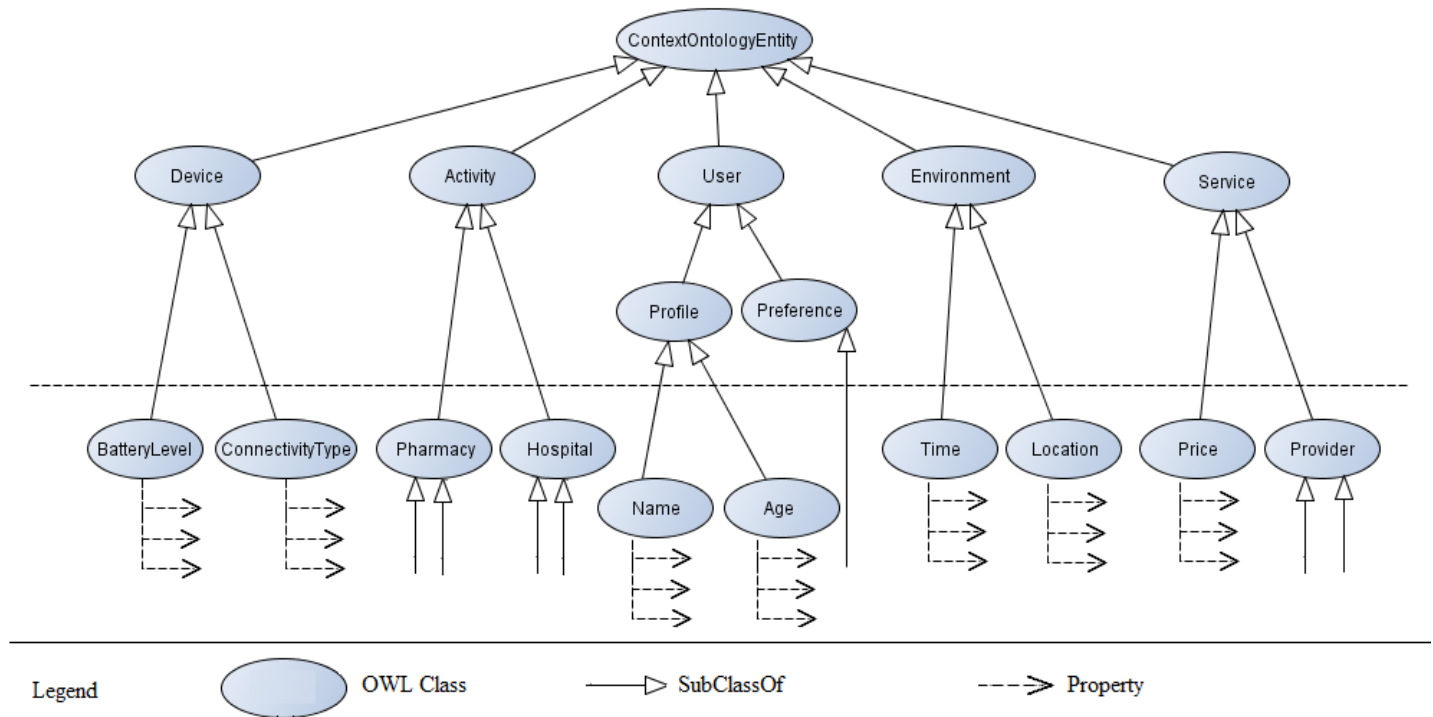 ContextOntologyEntity
Device
Activity
User
Environment
Service
Profile
Preference
BatteryLevel
ConnectivityType
Pharmacy
Hospital
Name
Age
Time
Location
Price
Provider
Legend
OWL Class
SubClassOf
Property